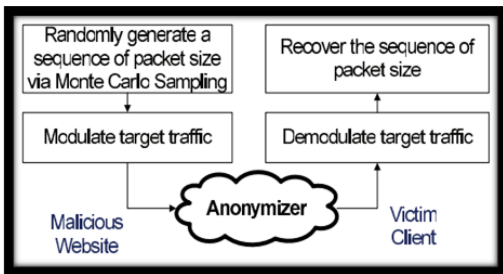 Randomly generate a
sequence of packet size
via Monte Carlo Sampling
Modulate target traffic
Malicious
Website
Anonymizer
Recover the sequence of
packet size
Demodulate target traffic
Victim
Client